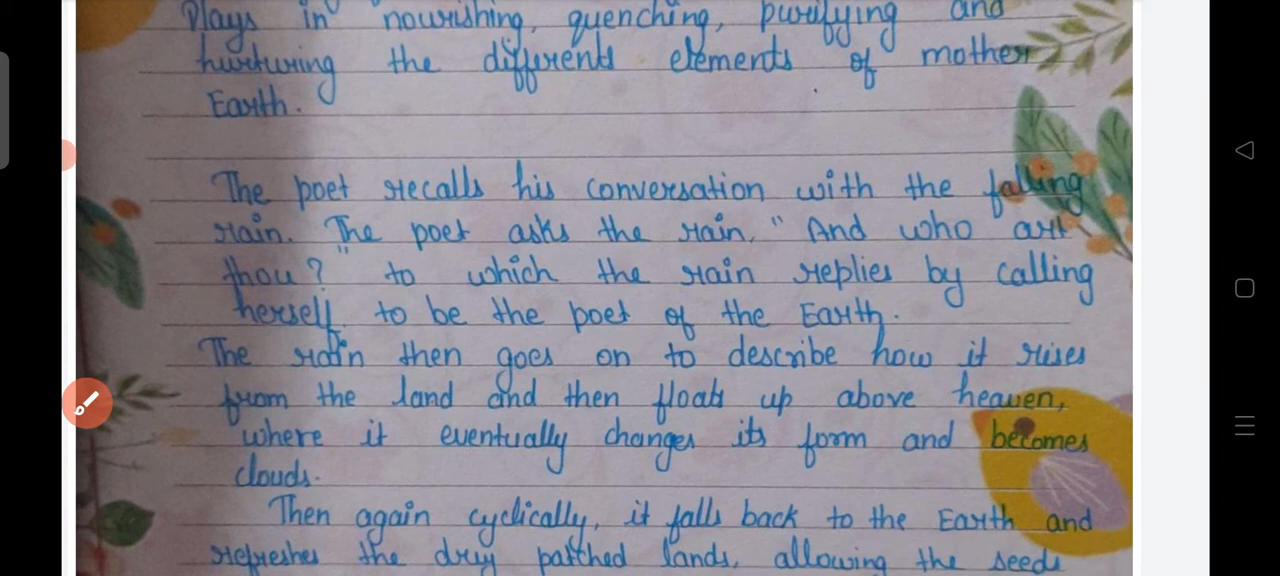 Plays in nourishing, quenching, purifying and
nurturing the differents elements of mother
Earth.
The poet recalls his conversation with the falling
rain. The poet asks the rain, "And who art
thou?" to which the rain replies by calling
herself to be the poet of the Earth.
The rain then goes on to describe how it rises
from the land and then floats up above heaven,
where it eventually changes its form and becomes
clouds.
Then again cyclically, it falls back to the Earth and
refreshes the dry patched lands, allowing the seeds